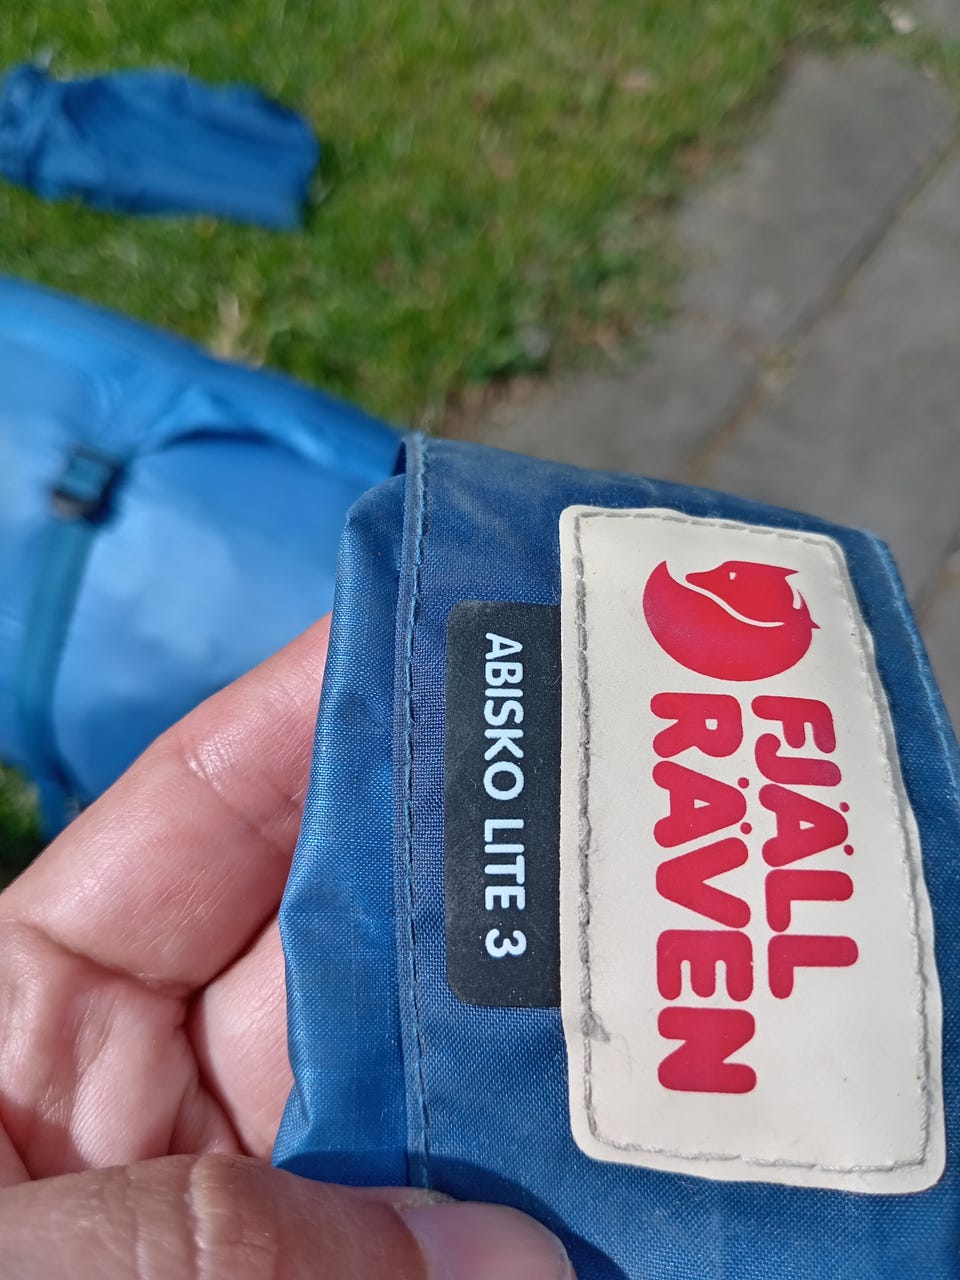 FJÄLL
RÄVEN
ABISKO LITE 3